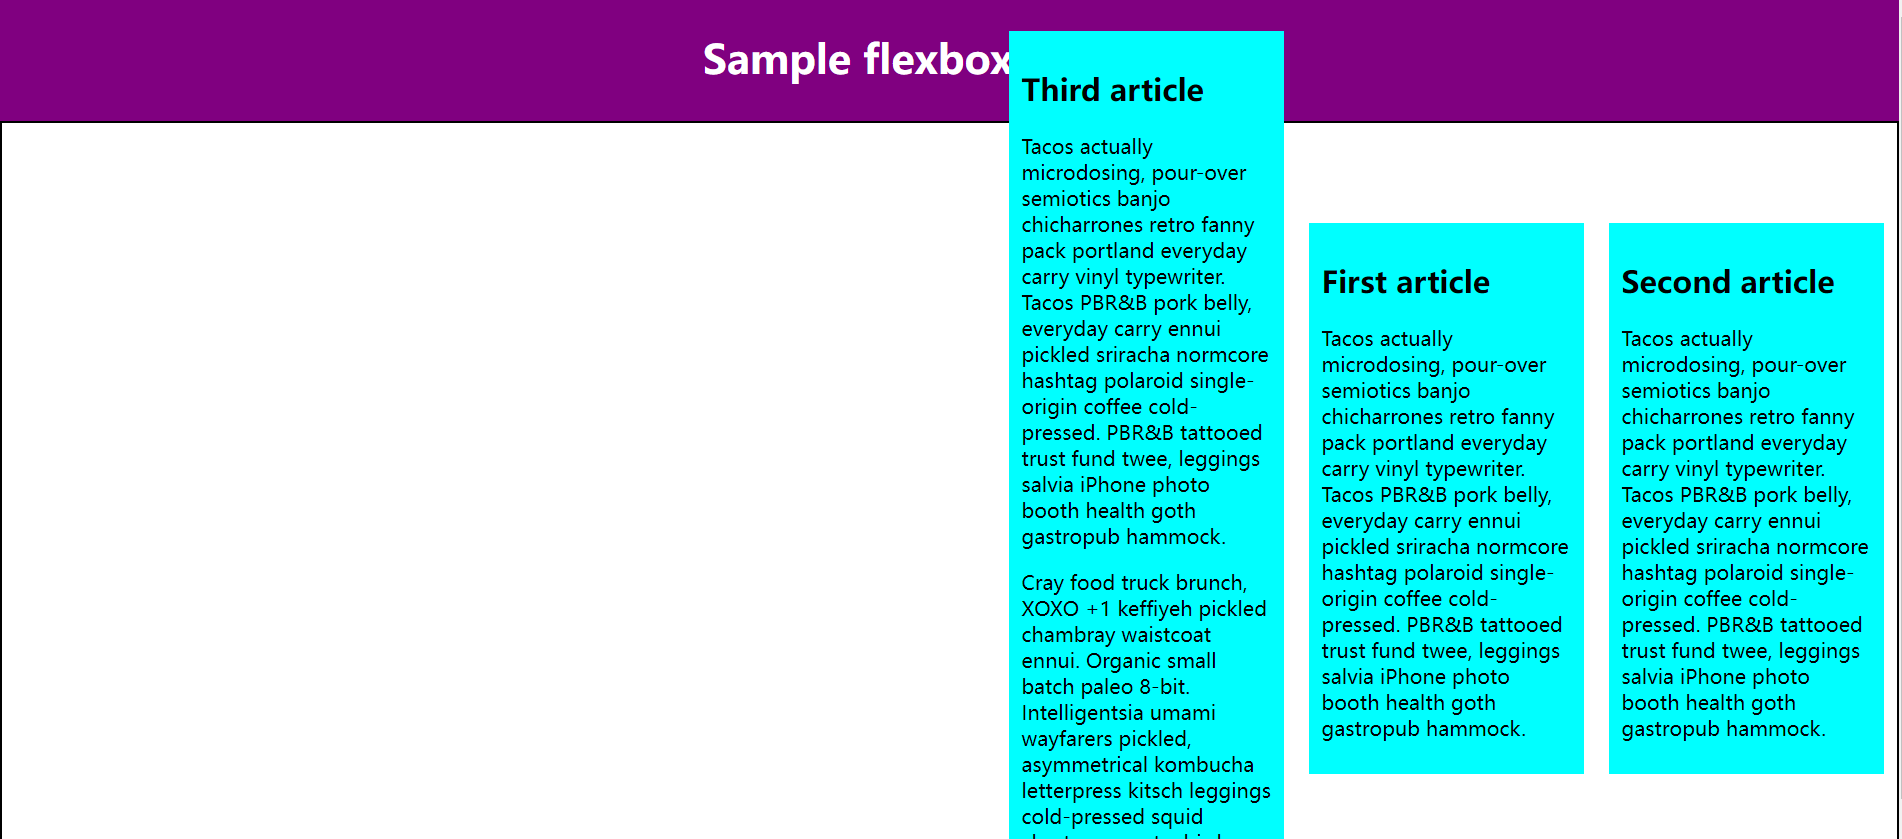 Sample flexbox
Third article
Tacos actually
microdosing, pour-over
semiotics banjo
chicharrones retro fanny
pack portland everyday
carry vinyl typewriter.
Tacos PBR&B pork belly,
everyday carry ennui
pickled sriracha normcore
hashtag polaroid single-
origin coffee cold-
pressed. PBR&B tattooed
trust fund twee, leggings
salvia iPhone photo
booth health goth
gastropub hammock.
Cray food truck brunch,
XOXO +1 keffiyeh pickled
chambray waistcoat
ennui. Organic small
batch paleo 8-bit.
Intelligentsia umami
wayfarers pickled,
asymmetrical kombucha
letterpress kitsch leggings
cold-pressed squid
First article
Tacos actually
microdosing, pour-over
semiotics banjo
chicharrones retro fanny
pack portland everyday
carry vinyl typewriter.
Tacos PBR&B pork belly,
everyday carry ennui
pickled sriracha normcore
hashtag polaroid single-
origin coffee cold-
pressed. PBR&B tattooed
trust fund twee, leggings
salvia iPhone photo
booth health goth
gastropub hammock.
Second article
Tacos actually
microdosing, pour-over
semiotics banjo
chicharrones retro fanny
pack portland everyday
carry vinyl typewriter.
Tacos PBR&B pork belly,
everyday carry ennui
pickled sriracha normcore
hashtag polaroid single-
origin coffee cold-
pressed. PBR&B tattooed
trust fund twee, leggings
salvia iPhone photo
booth health goth
gastropub hammock.